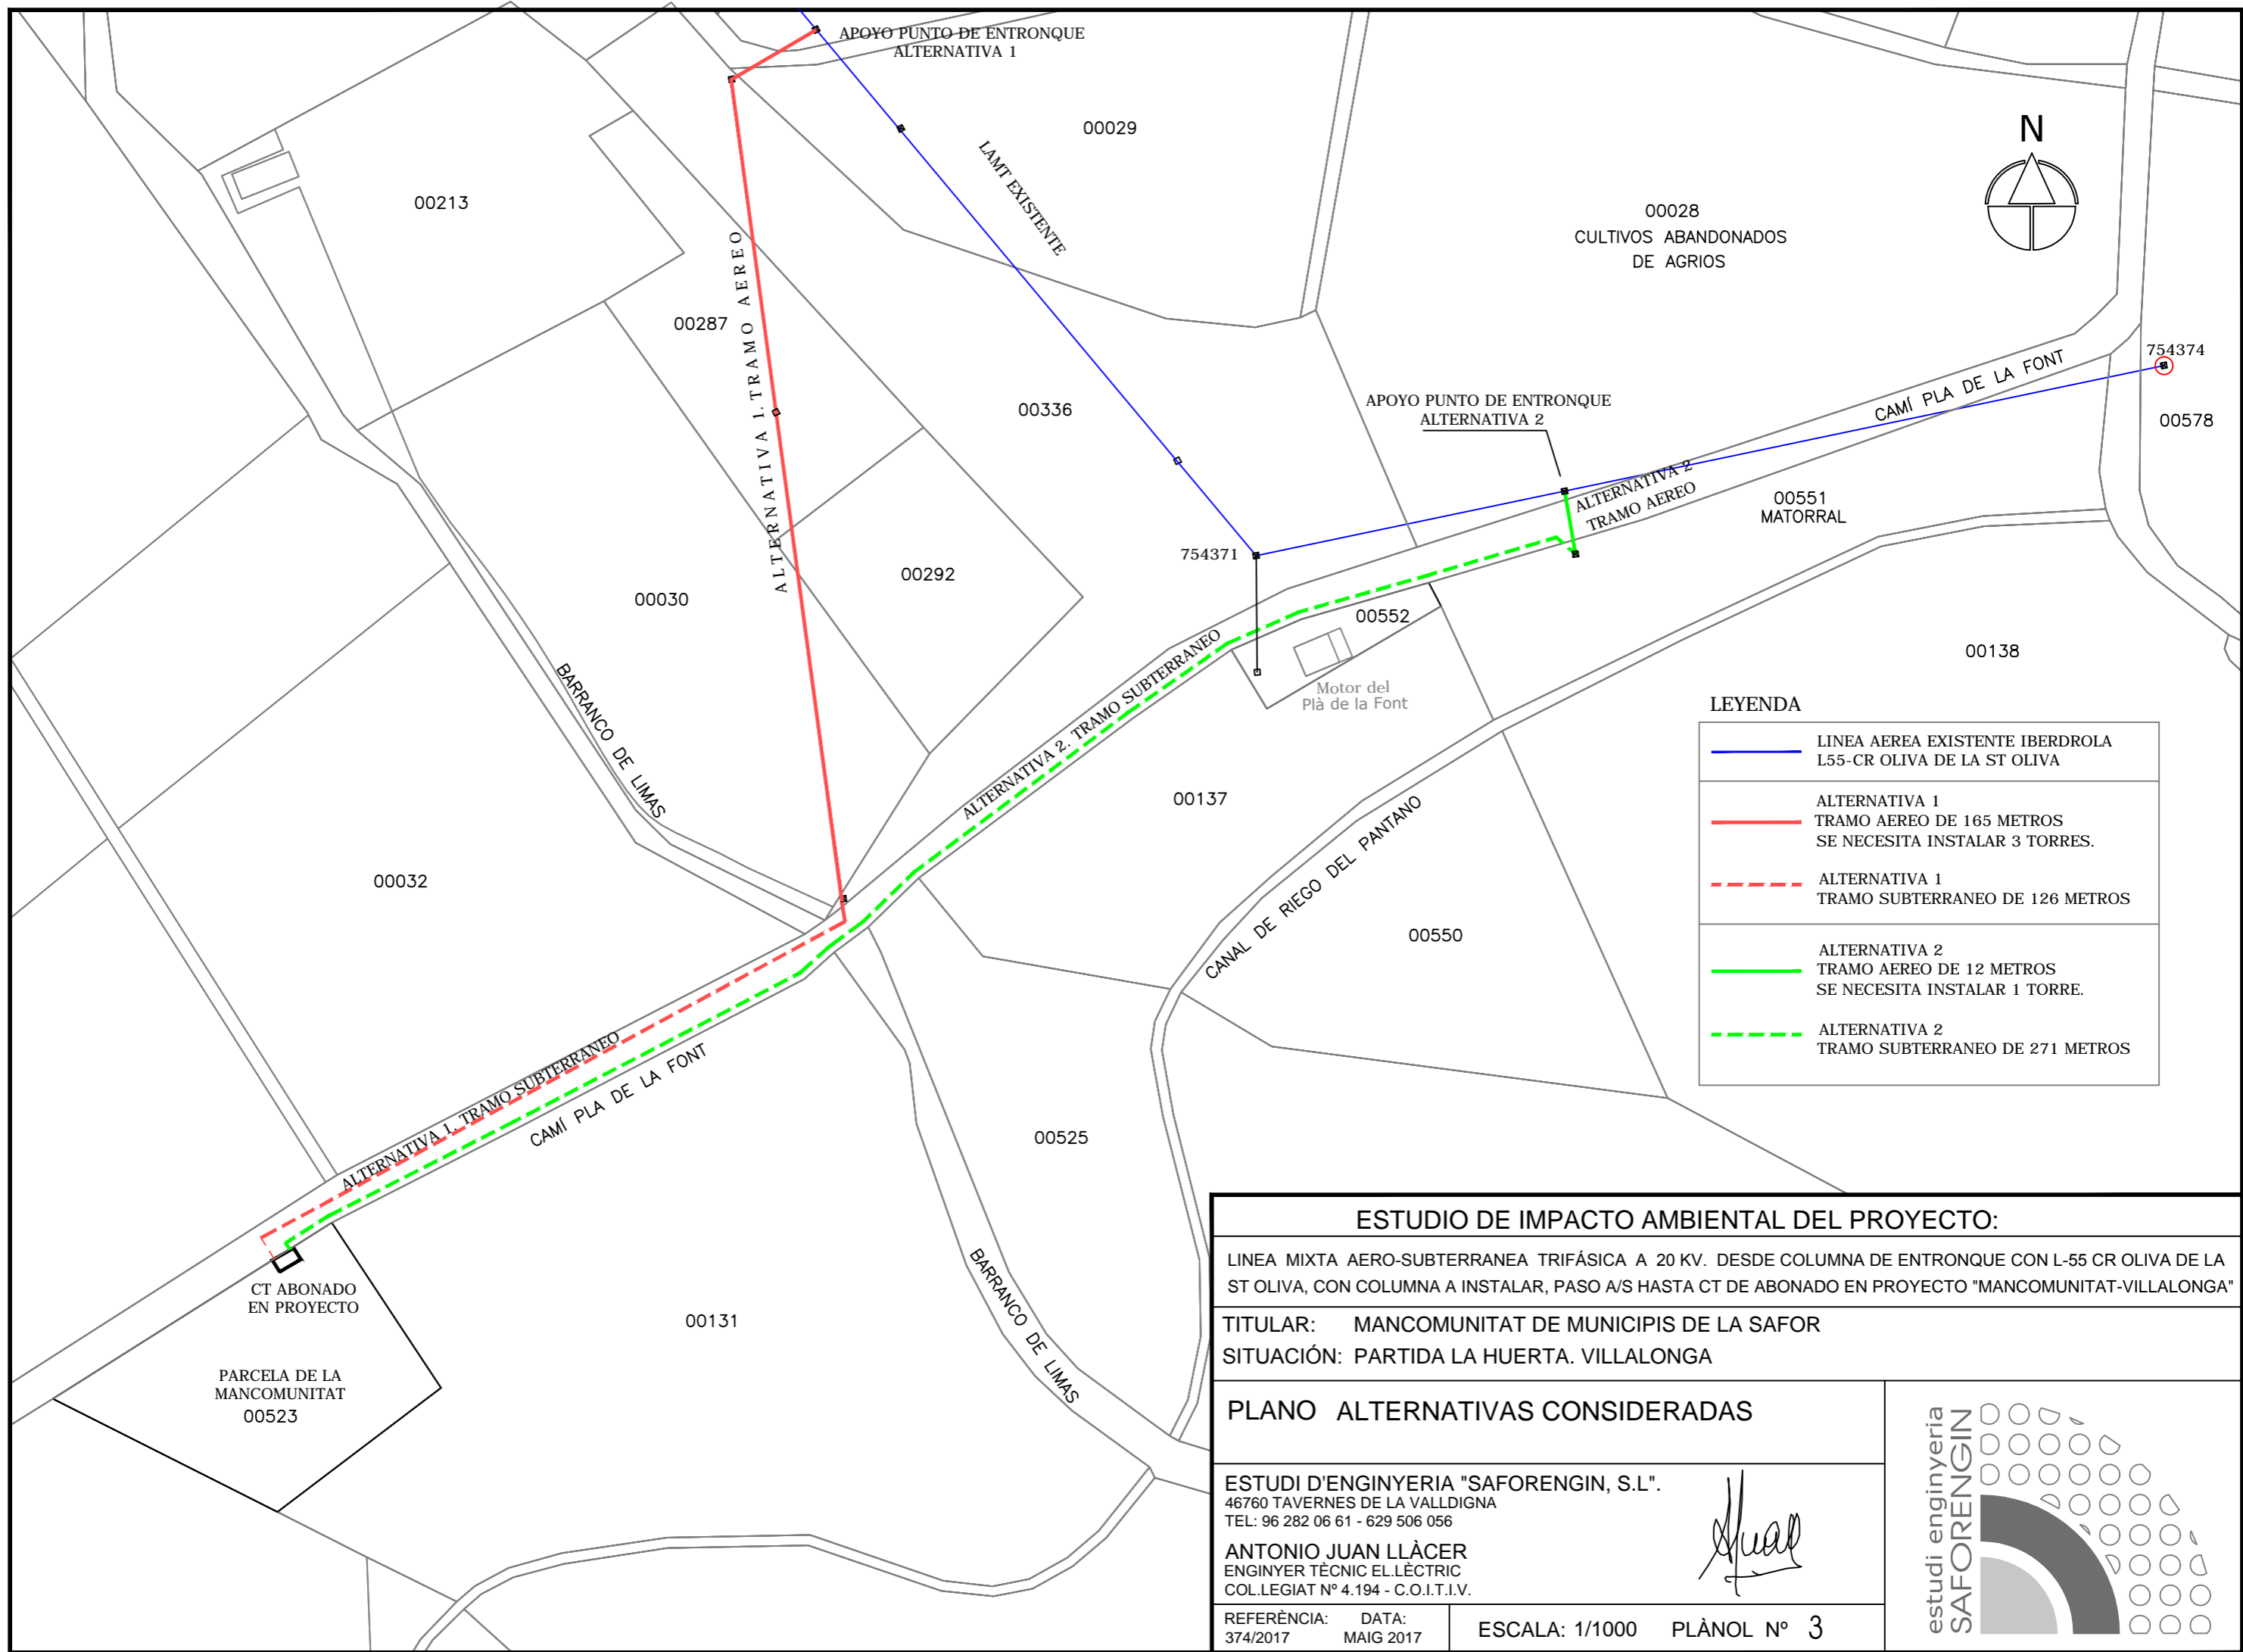 APOYO PUNTO DE ENTRONQUE
ALTERNATIVA 1
00029
LAMT EXISTENTE
N
00213
00028
CULTIVOS ABANDONADOS
DE AGRIOS
ALTERNATIVA 1. TRAMO AEREO
00287
00336
754374
CAMÍ PLA DE LA FONT
APOYO PUNTO DE ENTRONQUE
ALTERNATIVA 2
00578
ALTERNATIVA 2
TRAMO AEREO
00551
MATORRAL
754371
00292
00030
00552
00138
Motor del
Plà de la Font
BARRANCO DE LIMAS
ALTERNATIVA 2. TRAMO SUBTERRANEO
00137
CANAL DE RIEGO DEL PANTANO
00032
00550
LEYENDA
LINEA AEREA EXISTENTE IBERDROLA
L55-CR OLIVA DE LA ST OLIVA
ALTERNATIVA 1
TRAMO AEREO DE 165 METROS
SE NECESITA INSTALAR 3 TORRES.
ALTERNATIVA 1
TRAMO SUBTERRANEO DE 126 METROS
ALTERNATIVA 2
TRAMO AEREO DE 12 METROS
SE NECESITA INSTALAR 1 TORRE.
ALTERNATIVA 2
TRAMO SUBTERRANEO DE 271 METROS
ALTERNATIVA 1. TRAMO SUBTERRANEO
CAMÍ PLA DE LA FONT
00525
CT ABONADO
EN PROYECTO
00131
BARRANCO DE LIMAS
PARCELA DE LA
MANCOMUNITAT
00523
ESTUDIO DE IMPACTO AMBIENTAL DEL PROYECTO:
LINEA MIXTA AERO-SUBTERRANEA TRIFÁSICA A 20 KV. DESDE COLUMNA DE ENTRONQUE CON L-55 CR OLIVA DE LA
ST OLIVA, CON COLUMNA A INSTALAR, PASO A/S HASTA CT DE ABONADO EN PROYECTO "MANCOMUNITAT-VILLALONGA"
TITULAR: MANCOMUNITAT DE MUNICIPIS DE LA SAFOR
SITUACIÓN: PARTIDA LA HUERTA. VILLALONGA
PLANO ALTERNATIVAS CONSIDERADAS
ESTUDI D'ENGINYERIA "SAFORENGIN, S.L".
46760 TAVERNES DE LA VALLDIGNA
TEL: 96 282 06 61 - 629 506 056
ANTONIO JUAN LLÀCER
ENGINYER TÈCNIC EL.LÈCTRIC
COL.LEGIAT Nº 4.194 - C.O.I.T.I.V.
REFERÈNCIA: DATA:
374/2017 MAIG 2017
ESCALA: 1/1000 PLÀNOL Nº 3
estudi enginyeria
SAFORENGIN